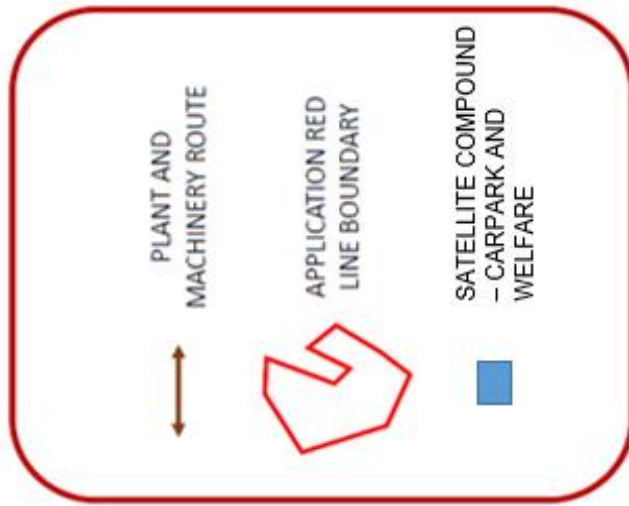 PLANT AND
MACHINERY ROUTE
APPLICATION RED
LINE BOUNDARY
SATELLITE COMPOUND
– CARPARK AND
WELFARE